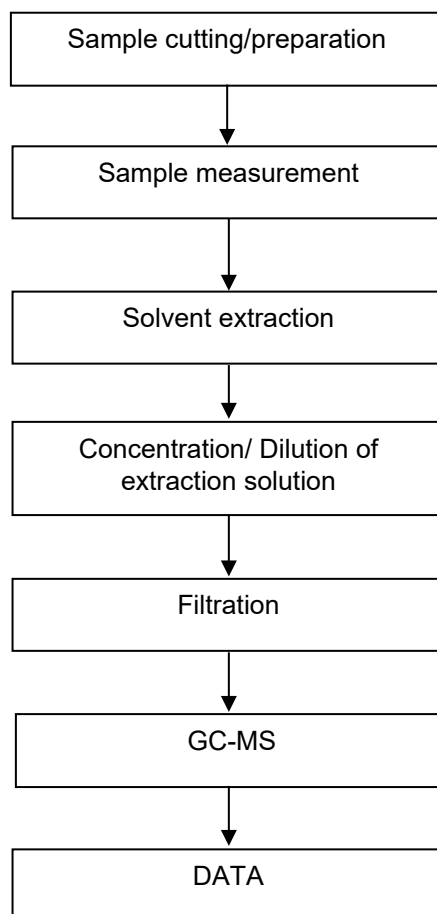 Sample cutting/preparation
Sample measurement
Solvent extraction
Concentration/ Dilution of
extraction solution
Filtration
GC-MS
DATA